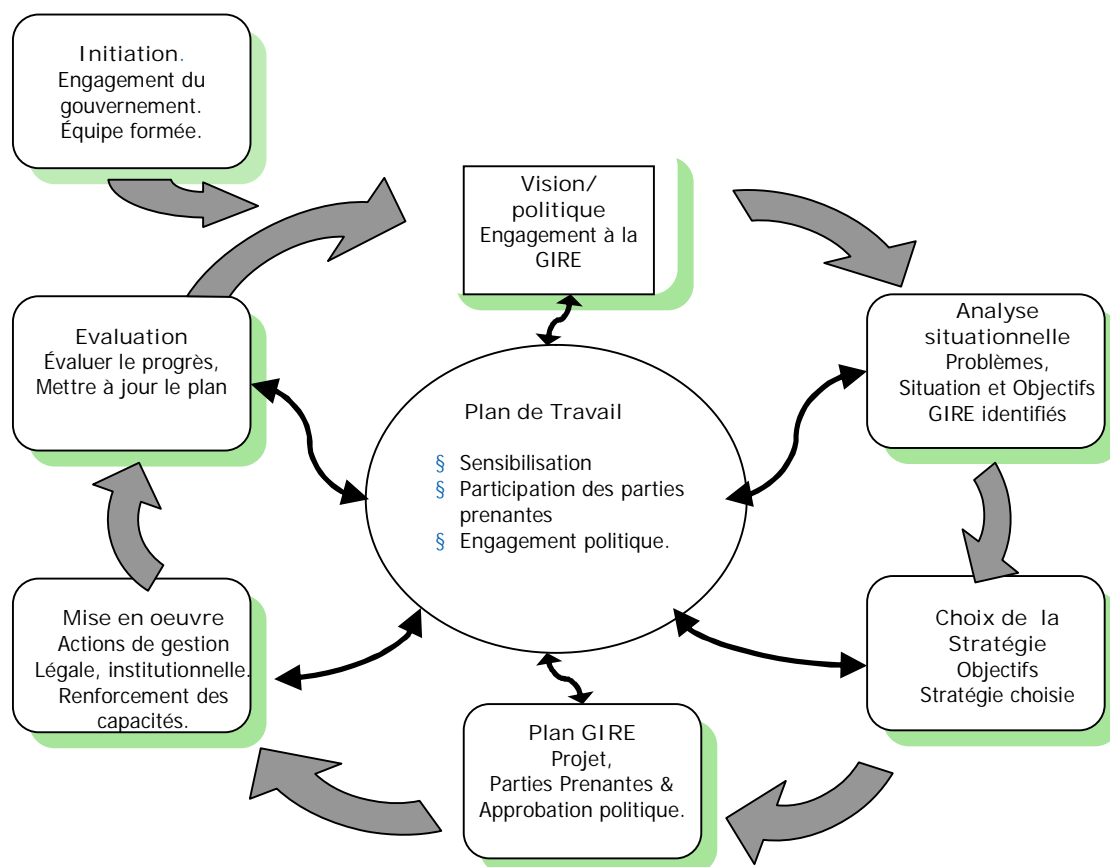 Initiation.
Engagement du
gouvernement.
Équipe formée.
Vision/
politique
Engagement à la
GIRE
Analyse
situationnelle
Problèmes,
Situation et Objectifs
GIRE identifiés
Evaluation
Évaluer le progrès,
Mettre à jour le plan
Plan de Travail
§ Sensibilisation
§ Participation des parties
prenantes
§ Engagement politique.
Mise en oeuvre
Actions de gestion
Légale, institutionnelle.
Renforcement des
capacités.
Choix de la
Stratégie
Objectifs
Stratégie choisie
Plan GIRE
Projet,
Parties Prenantes &
Approbation politique.